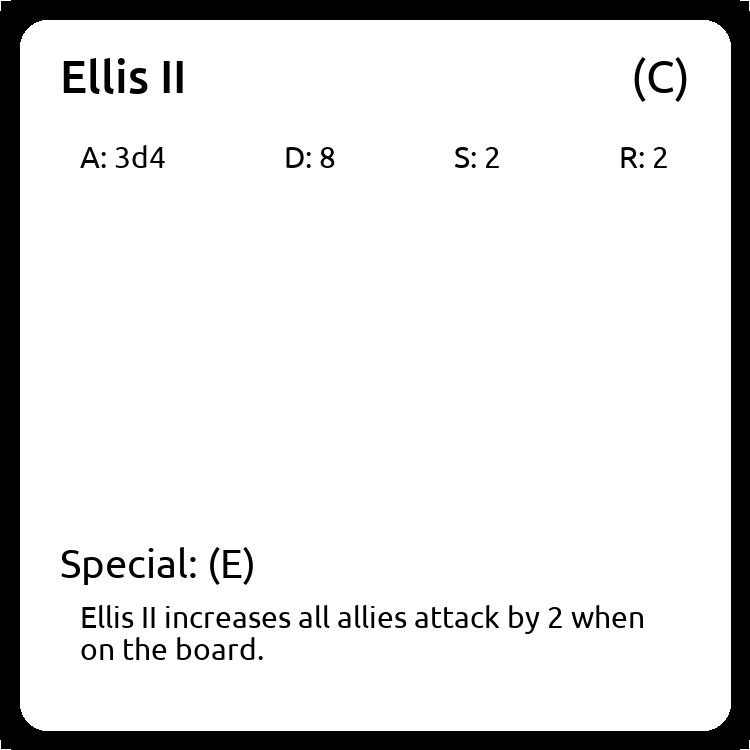 Ellis II (C)
A: 3d4 D: 8 S: 2 R: 2
Special: (E)
Ellis II increases all allies attack by 2 when
on the board.